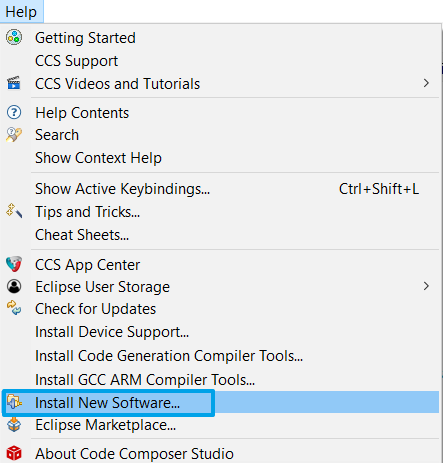 Help
Getting Started
CCS Support
CCS Videos and Tutorials
Help Contents
Search
Show Context Help
Show Active Keybindings... Ctrl+Shift+L
Tips and Tricks...
Cheat Sheets...
CCS App Center
Eclipse User Storage
Check for Updates
Install Device Support...
Install Code Generation Compiler Tools...
Install GCC ARM Compiler Tools...
Install New Software...
Eclipse Marketplace...
About Code Composer Studio